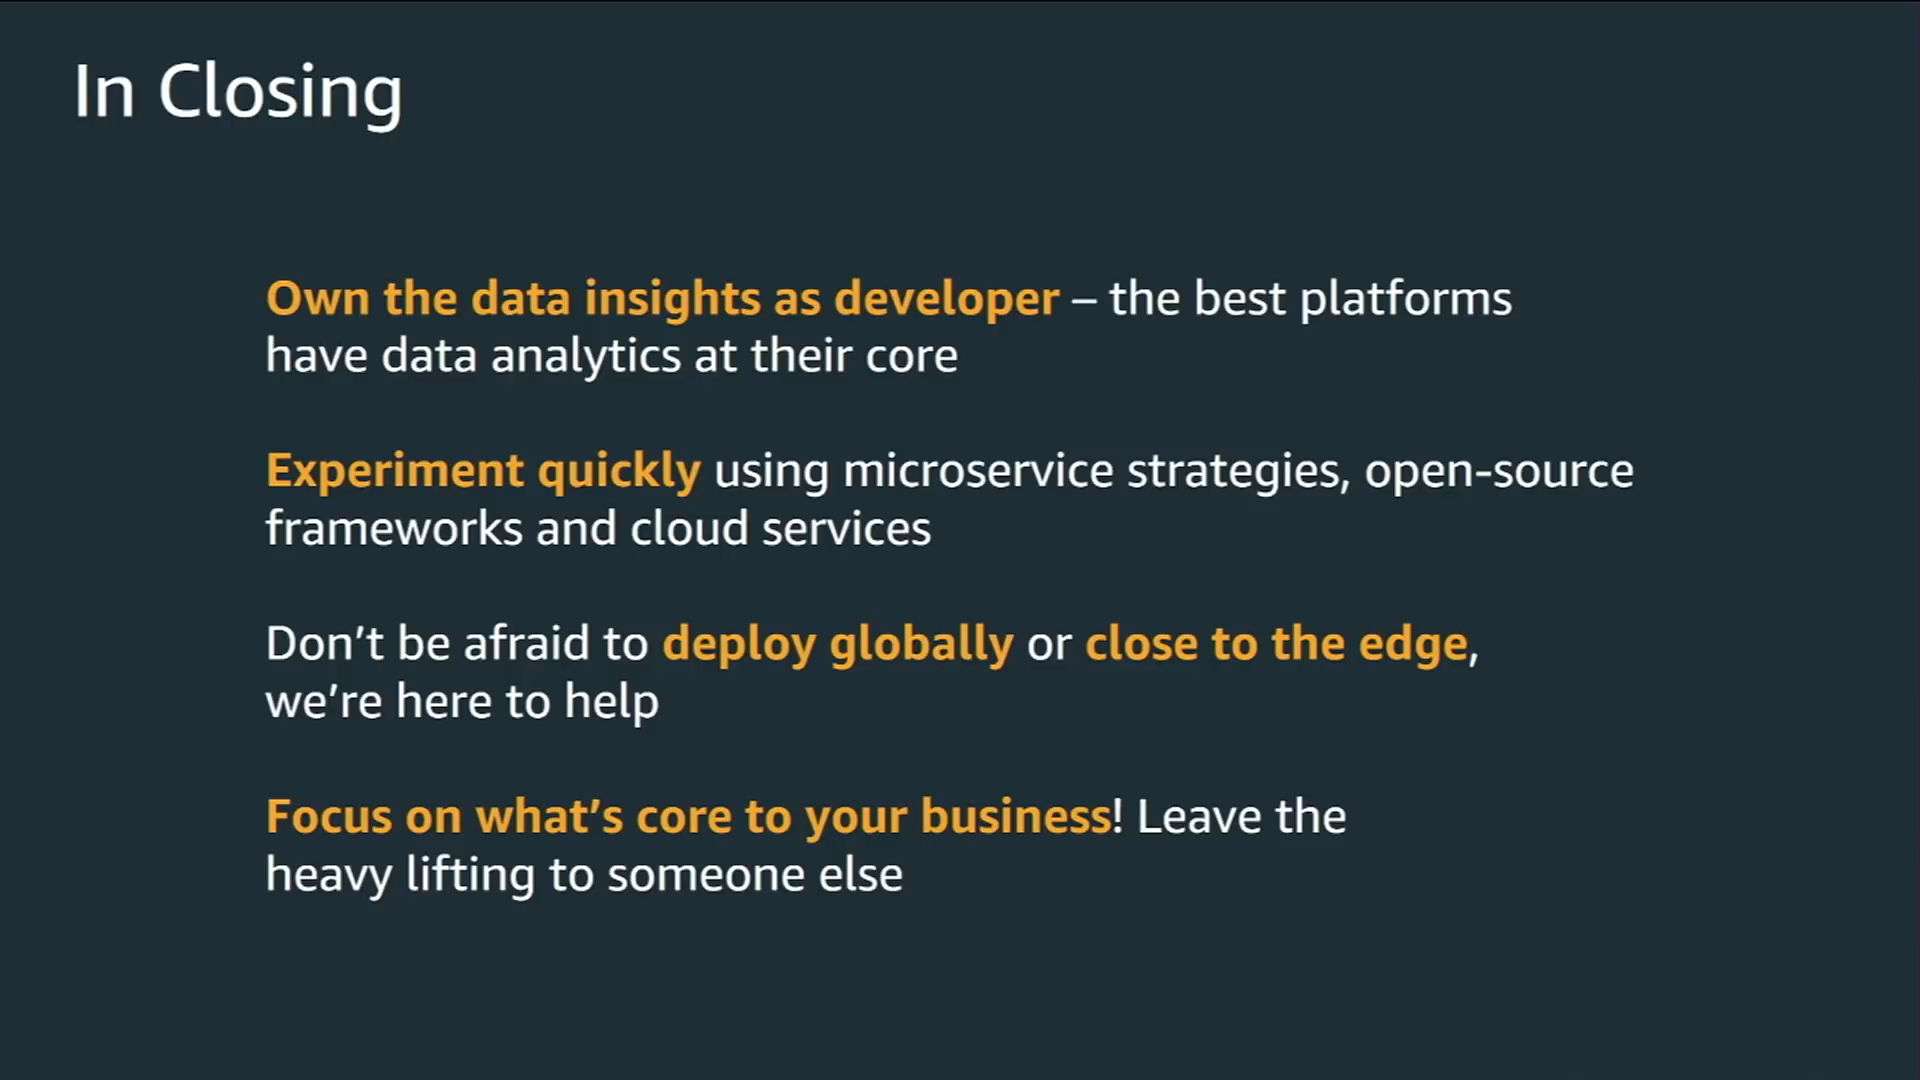 In Closing
Own the data insights as developer – the best platforms
have data analytics at their core
Experiment quickly using microservice strategies, open-source
frameworks and cloud services
Don’t be afraid to deploy globally or close to the edge,
we’re here to help
Focus on what’s core to your business! Leave the
heavy lifting to someone else